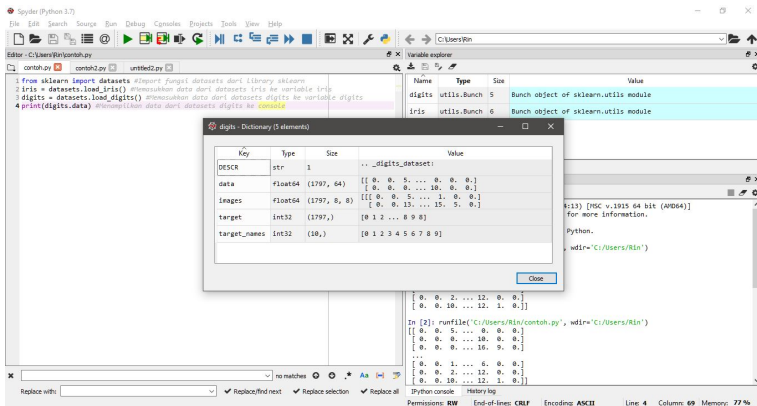 Spyder (Python 3.7)
File Edit Search Source Run Debug Consoles Projects Tools View Help
C:\Users\Rin
Editor - C:\Users\Rin\contoh.py
contoh.py contoh2.py untitled2.py
1 from sklearn import datasets #Import fungsi datasets dari library sklearn
2 iris = datasets.load_iris() #Memasukkan data dari datasets iris ke variable iris
3 digits = datasets.load_digits() #Memasukkan data dari datasets digits ke variable digits
4 print(digits.data) #Menampilkan data dari datasets digits ke console
Variable explorer
Name Type Size Value
digits utils.Bunch 5 Bunch object of sklearn.utils module
iris utils.Bunch 6 Bunch object of sklearn.utils module
digits - Dictionary (5 elements)
Key Type Size Value
DESCR str 1 .. _digits_dataset:
data float64 (1797, 64) [[ 0. 0. 5. ... 0. 0. 0.]
[ 0. 0. 0. ... 10. 0. 0.]
images float64 (1797, 8, 8) [[[ 0. 0. 5. ... 1. 0. 0.]
[ 0. 0. 13. ... 15. 5. 0.]
target int32 (1797,) [0 1 2 ... 8 9 8]
target_names int32 (10,) [0 1 2 3 4 5 6 7 8 9]
Close
4:13) [MSC v.1915 64 bit (AMD64)]
for more information.
Python.
, wdir='C:/Users/Rin')
[ 0. 0. 2. ... 12. 0. 0.]
[ 0. 0. 10. ... 12. 1. 0.]]
In [2]: runfile('C:/Users/Rin/contoh.py', wdir='C:/Users/Rin')
[[ 0. 0. 5. ... 0. 0. 0.]
[ 0. 0. 0. ... 10. 0. 0.]
[ 0. 0. 0. ... 16. 9. 0.]
...
[ 0. 0. 1. ... 6. 0. 0.]
[ 0. 0. 2. ... 12. 0. 0.]
[ 0. 0. 10. ... 12. 1. 0.]]
no matches Aa
Replace with: Replace/find next Replace selection Replace all
IPython console History log
Permissions: RW End-of-lines: CRLF Encoding: ASCII Line: 4 Column: 69 Memory: 77 %